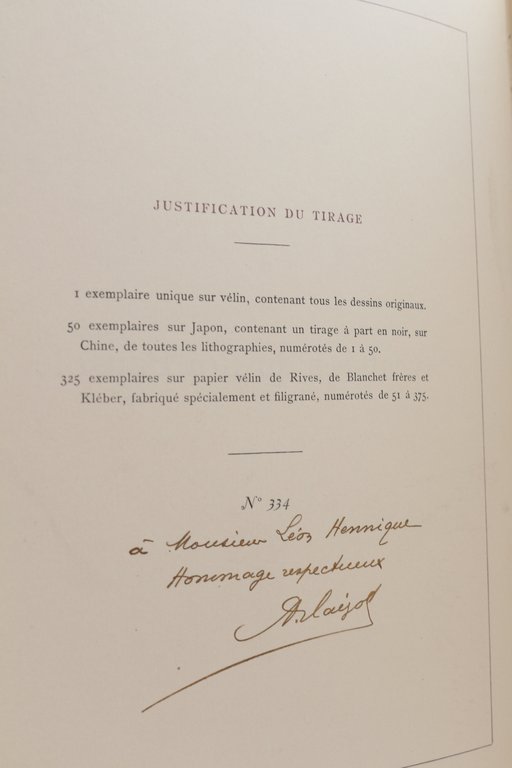 JUSTIFICATION DU TIRAGE
1 exemplaire unique sur vélin, contenant tous les dessins originaux.
50 exemplaires sur Japon, contenant un tirage à part en noir, sur
Chine, de toutes les lithographies, numérotés de 1 à 50.
325 exemplaires sur papier vélin de Rives, de Blanchet frères et
Kléber, fabriqué spécialement et filigrané, numérotés de 51 à 375.
N° 334
à Monsieur Léon Hennique
Hommage respectueux